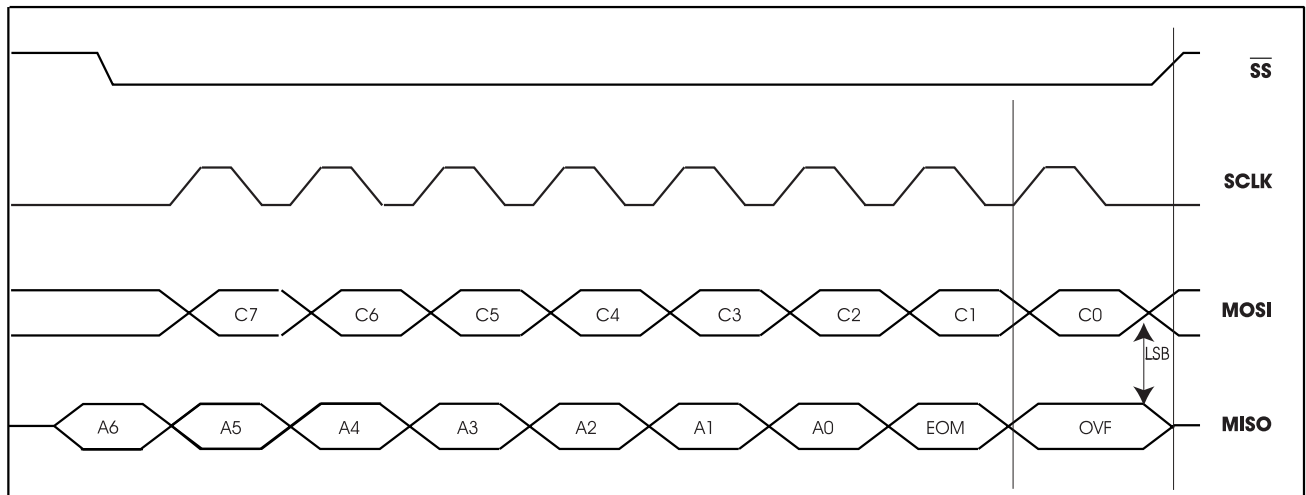 S̅S̅
SCLK
C7 C6 C5 C4 C3 C2 C1 C0 MOSI
LSB
A6 A5 A4 A3 A2 A1 A0 EOM OVF MISO